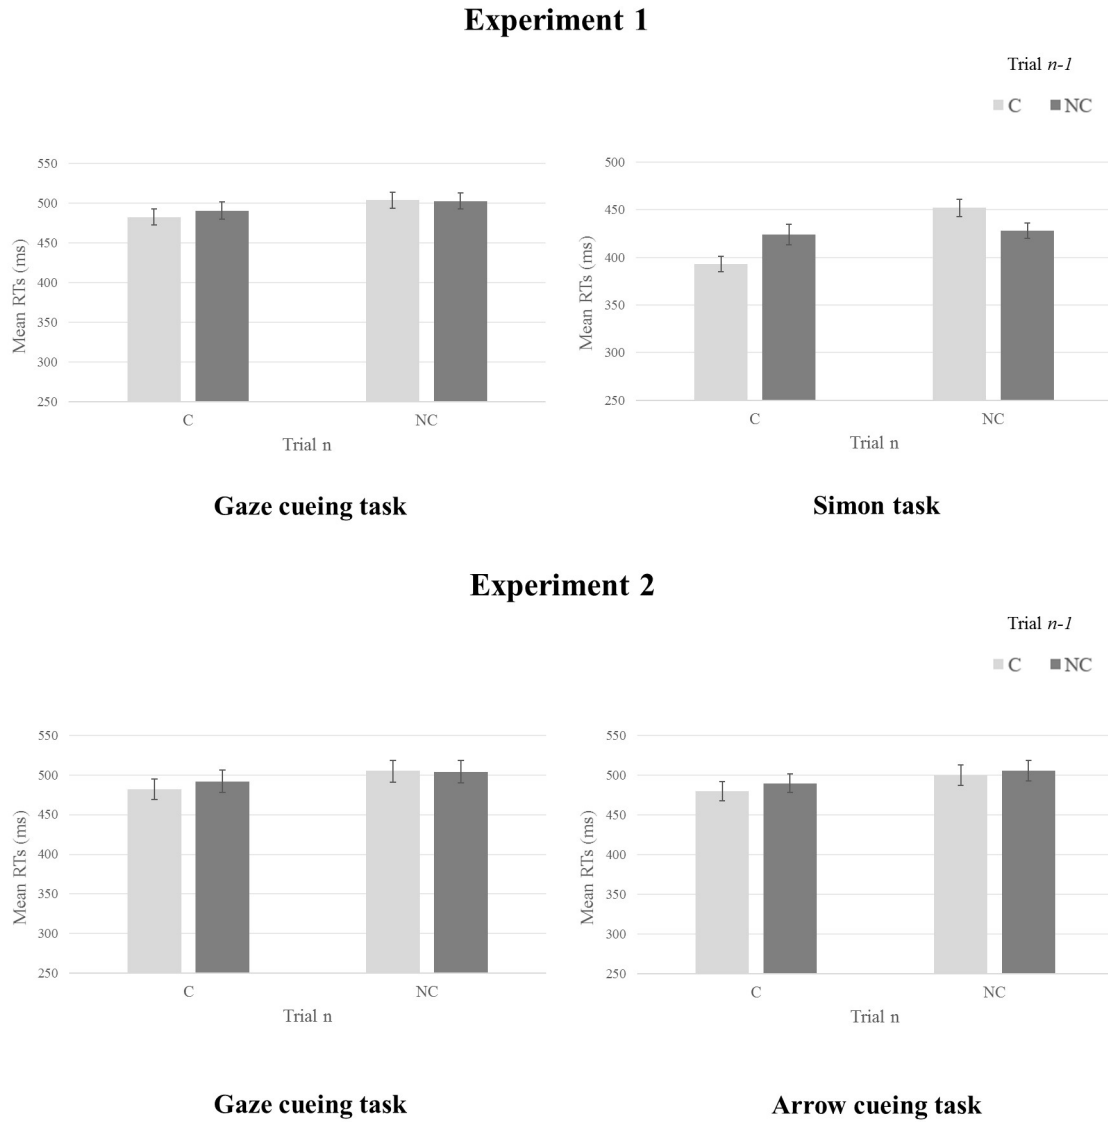 Experiment 1
Trial n-1
C NC
550
500
450
400
350
300
250
Mean RTs (ms)
C NC
Trial n
Gaze cueing task
500
450
400
350
300
250
Mean RTs (ms)
C NC
Trial n
Simon task
Experiment 2
Trial n-1
C NC
550
500
450
400
350
300
250
Mean RTs (ms)
C NC
Trial n
Gaze cueing task
550
500
450
400
350
300
250
Mean RTs (ms)
C NC
Trial n
Arrow cueing task